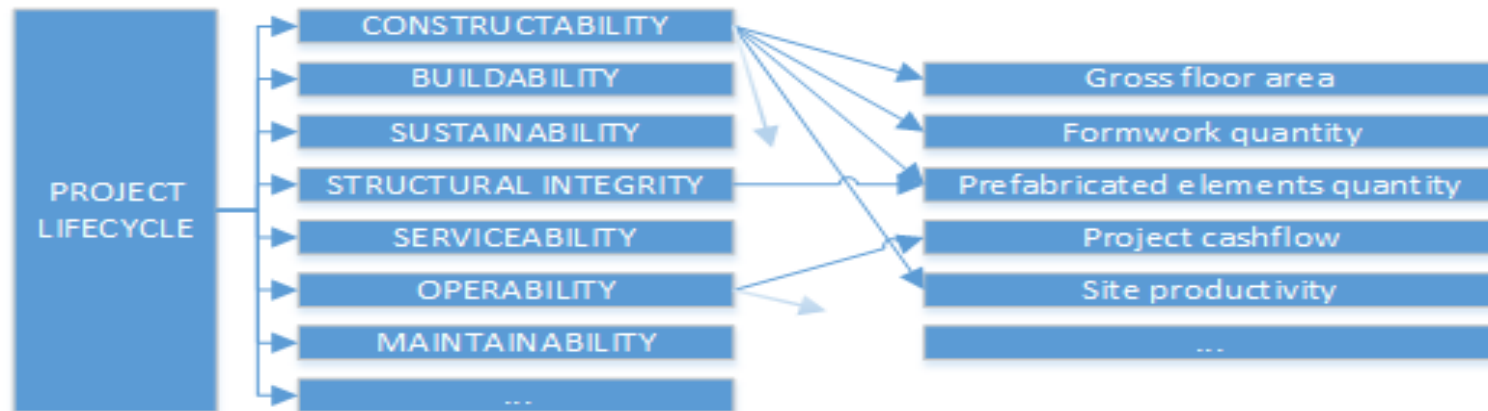 PROJECT
LIFECYCLE
CONSTRUCTABILITY
BUILDABILITY
SUSTAINABILITY
STRUCTURAL INTEGRITY
SERVICEABILITY
OPERABILITY
MAINTAINABILITY
...
Gross floor area
Formwork quantity
Prefabricated elements quantity
Project cashflow
Site productivity
...